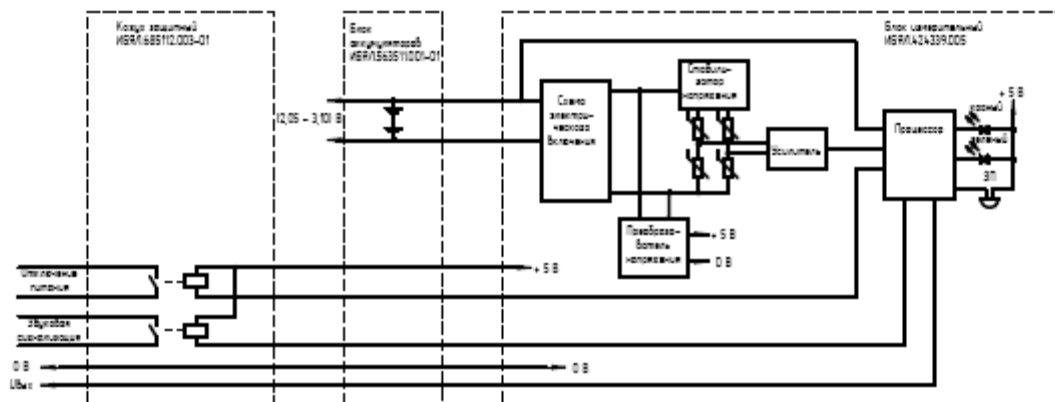 Кожух защитный
ИБЯЛ.685112.003-01
Блок
аккумуляторов
ИБЯЛ.563511.001-01
Блок измерительный
ИБЯЛ.424339.005
(2,05 - 3,10) В
Схема
электри-
ческого
включения
Стабили-
затор
напряжения
Усилитель
Процессор
+ 5 В
красный
зеленый
ЗП
Преобразо-
ватель
напряжения
+ 5 В
0 В
Отключение
питания
+ 5 В
Звуковая
сигнализация
0 В
0 В
Uвых